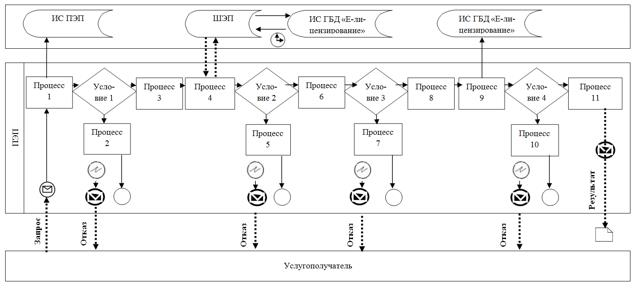 ИС ПЭП
ШЭП
ИС ГБД «Е-ли-
цензирование»
ИС ГБД «Е-ли-
цензирование»
ПЭП
Процесс
1
Усло-
вие 1
Процесс
3
Процесс
4
Усло-
вие 2
Процесс
6
Усло-
вие 3
Процесс
8
Процесс
9
Усло-
вие 4
Процесс
11
Процесс
2
Процесс
5
Процесс
7
Процесс
10
Запрос
Отказ
Отказ
Отказ
Отказ
Результат
Услугополучатель